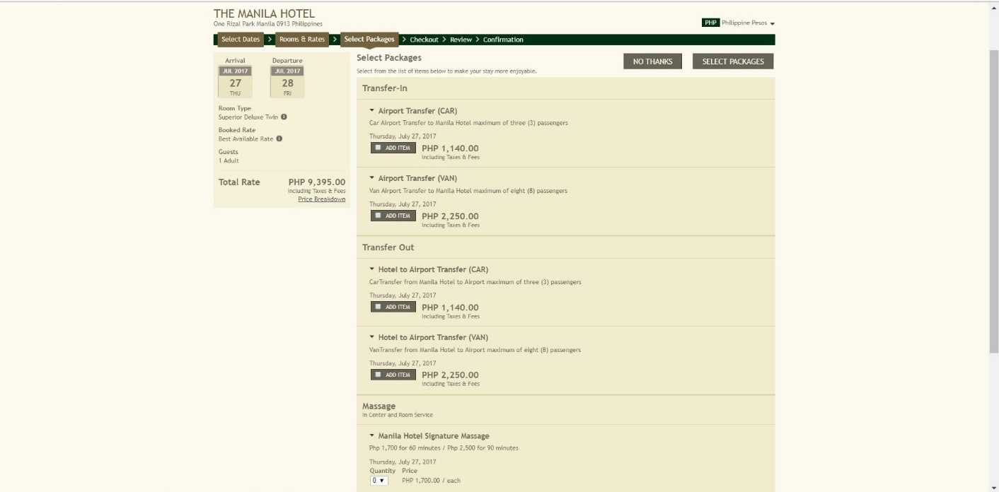 THE MANILA HOTEL
One Rizal Park Manila 0913 Philippines
PHP Philippine Pesos
Select Dates > Rooms & Rates > Select Packages > Checkout > Review > Confirmation
Arrival Departure
JUL 2017 JUL 2017
27 28
THU FRI
Room Type
Superior Deluxe Twin
Booked Rate
Best Available Rate
Guests
1 Adult
Total Rate PHP 9,395.00
Including Taxes & Fees
Price Breakdown
Select Packages
Select from the list of items below to make your stay more enjoyable.
NO THANKS SELECT PACKAGES
Transfer-In
Airport Transfer (CAR)
Car Airport Transfer to Manila Hotel maximum of three (3) passengers
Thursday, July 27, 2017
ADD ITEM PHP 1,140.00
Including Taxes & Fees
Airport Transfer (VAN)
Van Airport Transfer to Manila Hotel maximum of eight (8) passengers
Thursday, July 27, 2017
ADD ITEM PHP 2,250.00
Including Taxes & Fees
Transfer Out
Hotel to Airport Transfer (CAR)
CarTransfer from Manila Hotel to Airport maximum of three (3) passengers
Thursday, July 27, 2017
ADD ITEM PHP 1,140.00
Including Taxes & Fees
Hotel to Airport Transfer (VAN)
VanTransfer from Manila Hotel to Airport maximum of eight (8) passengers
Thursday, July 27, 2017
ADD ITEM PHP 2,250.00
Including Taxes & Fees
Massage
In Center and Room Service
Manila Hotel Signature Massage
Php 1,700 for 60 minutes / Php 2,500 for 90 minutes
Thursday, July 27, 2017
Quantity Price
0 PHP 1,700.00 / each